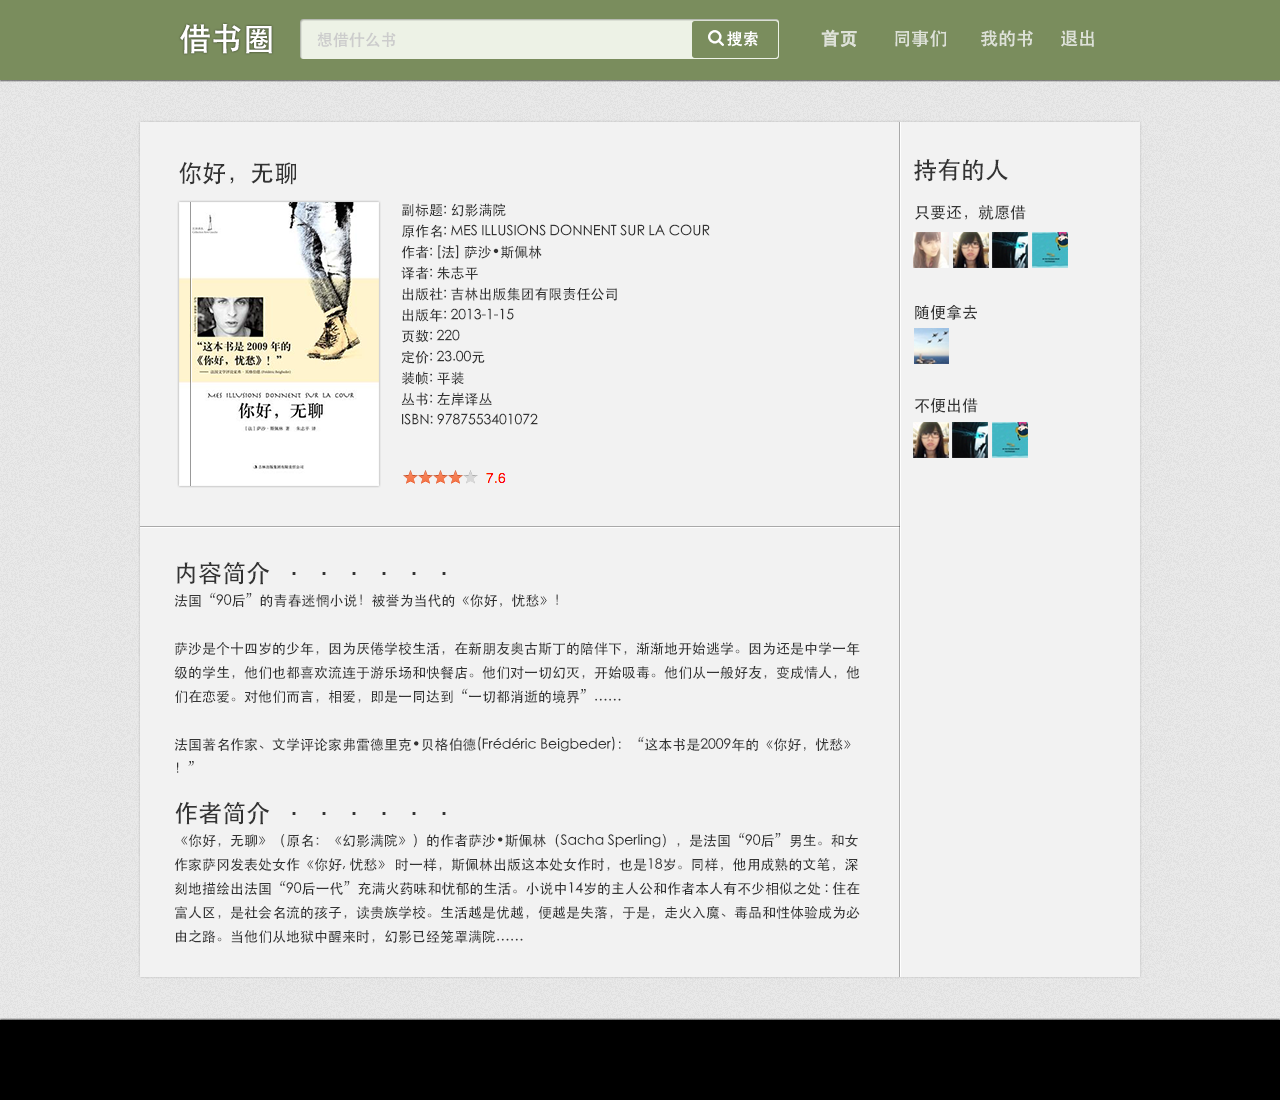 借书圈
想借什么书
搜索
首页
同事们
我的书
退出
你好，无聊
“这本书是 2009 年的
《你好，忧愁》！”
MES ILLUSIONS DONNENT SUR LA COUR
你好，无聊
［法］萨沙·斯佩林 著 朱志平 译
副标题: 幻影满院
原作名: MES ILLUSIONS DONNENT SUR LA COUR
作者: [法] 萨沙•斯佩林
译者: 朱志平
出版社: 吉林出版集团有限责任公司
出版年: 2013-1-15
页数: 220
定价: 23.00元
装帧: 平装
丛书: 左岸译丛
ISBN: 9787553401072
7.6
持有的人
只要还，就愿借
随便拿去
不便出借
内容简介 · · · · · ·
法国“90后”的青春迷惘小说！被誉为当代的《你好，忧愁》！
萨沙是个十四岁的少年，因为厌倦学校生活，在新朋友奥古斯丁的陪伴下，渐渐地开始逃学。因为还是中学一年
级的学生，他们也都喜欢流连于游乐场和快餐店。他们对一切幻灭，开始吸毒。他们从一般好友，变成情人，他
们在恋爱。对他们而言，相爱，即是一同达到“一切都消逝的境界”……
法国著名作家、文学评论家弗雷德里克•贝格伯德(Frédéric Beigbeder)：“这本书是2009年的《你好，忧愁》
！”
作者简介 · · · · · ·
《你好，无聊》（原名：《幻影满院》）的作者萨沙•斯佩林（Sacha Sperling），是法国“90后”男生。和女
作家萨冈发表处女作《你好, 忧愁》 时一样，斯佩林出版这本处女作时，也是18岁。同样，他用成熟的文笔，深
刻地描绘出法国“90后一代”充满火药味和忧郁的生活。小说中14岁的主人公和作者本人有不少相似之处：住在
富人区，是社会名流的孩子，读贵族学校。生活越是优越，便越是失落，于是，走火入魔、毒品和性体验成为必
由之路。当他们从地狱中醒来时，幻影已经笼罩满院……